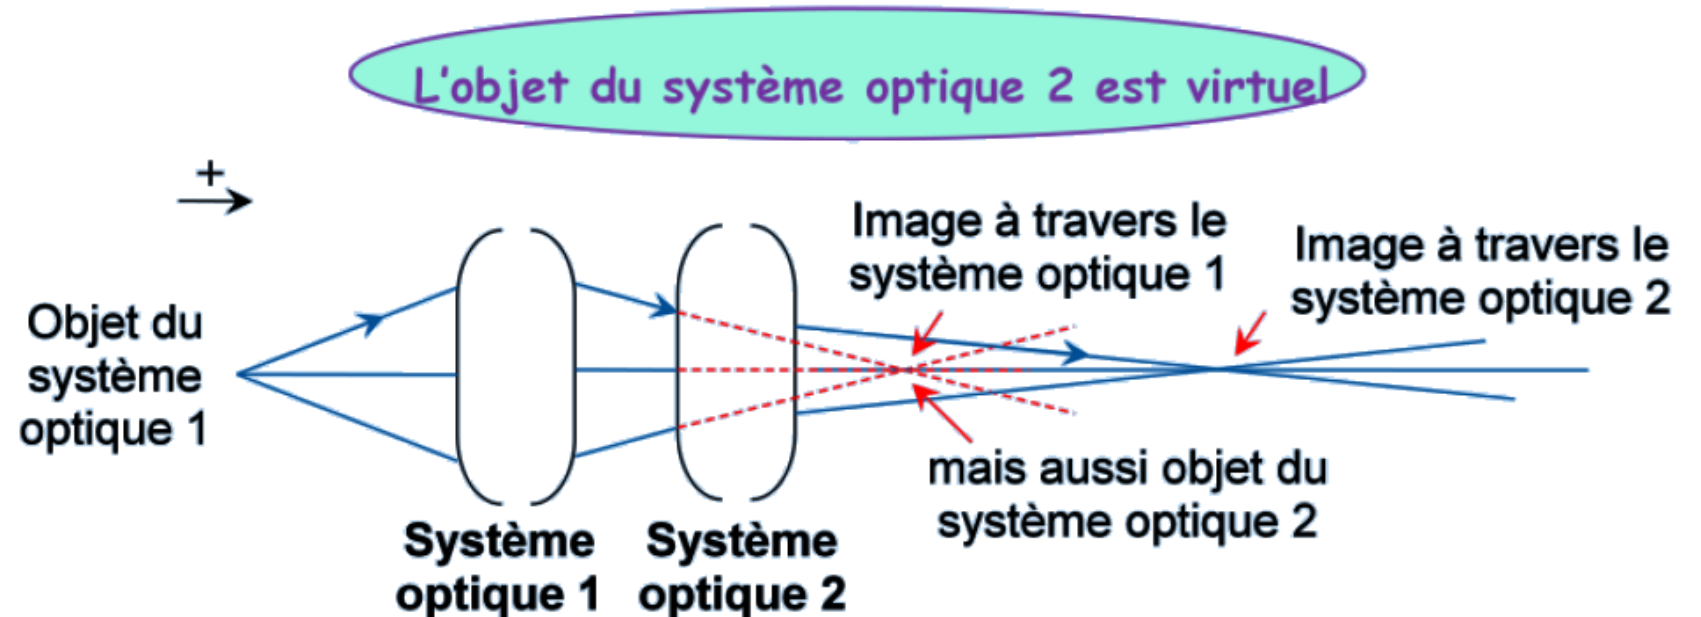 L'objet du système optique 2 est virtuel
+
Image à travers le
système optique 1
Image à travers le
système optique 2
Objet du
système
optique 1
mais aussi objet du
système optique 2
Système
optique 1
Système
optique 2